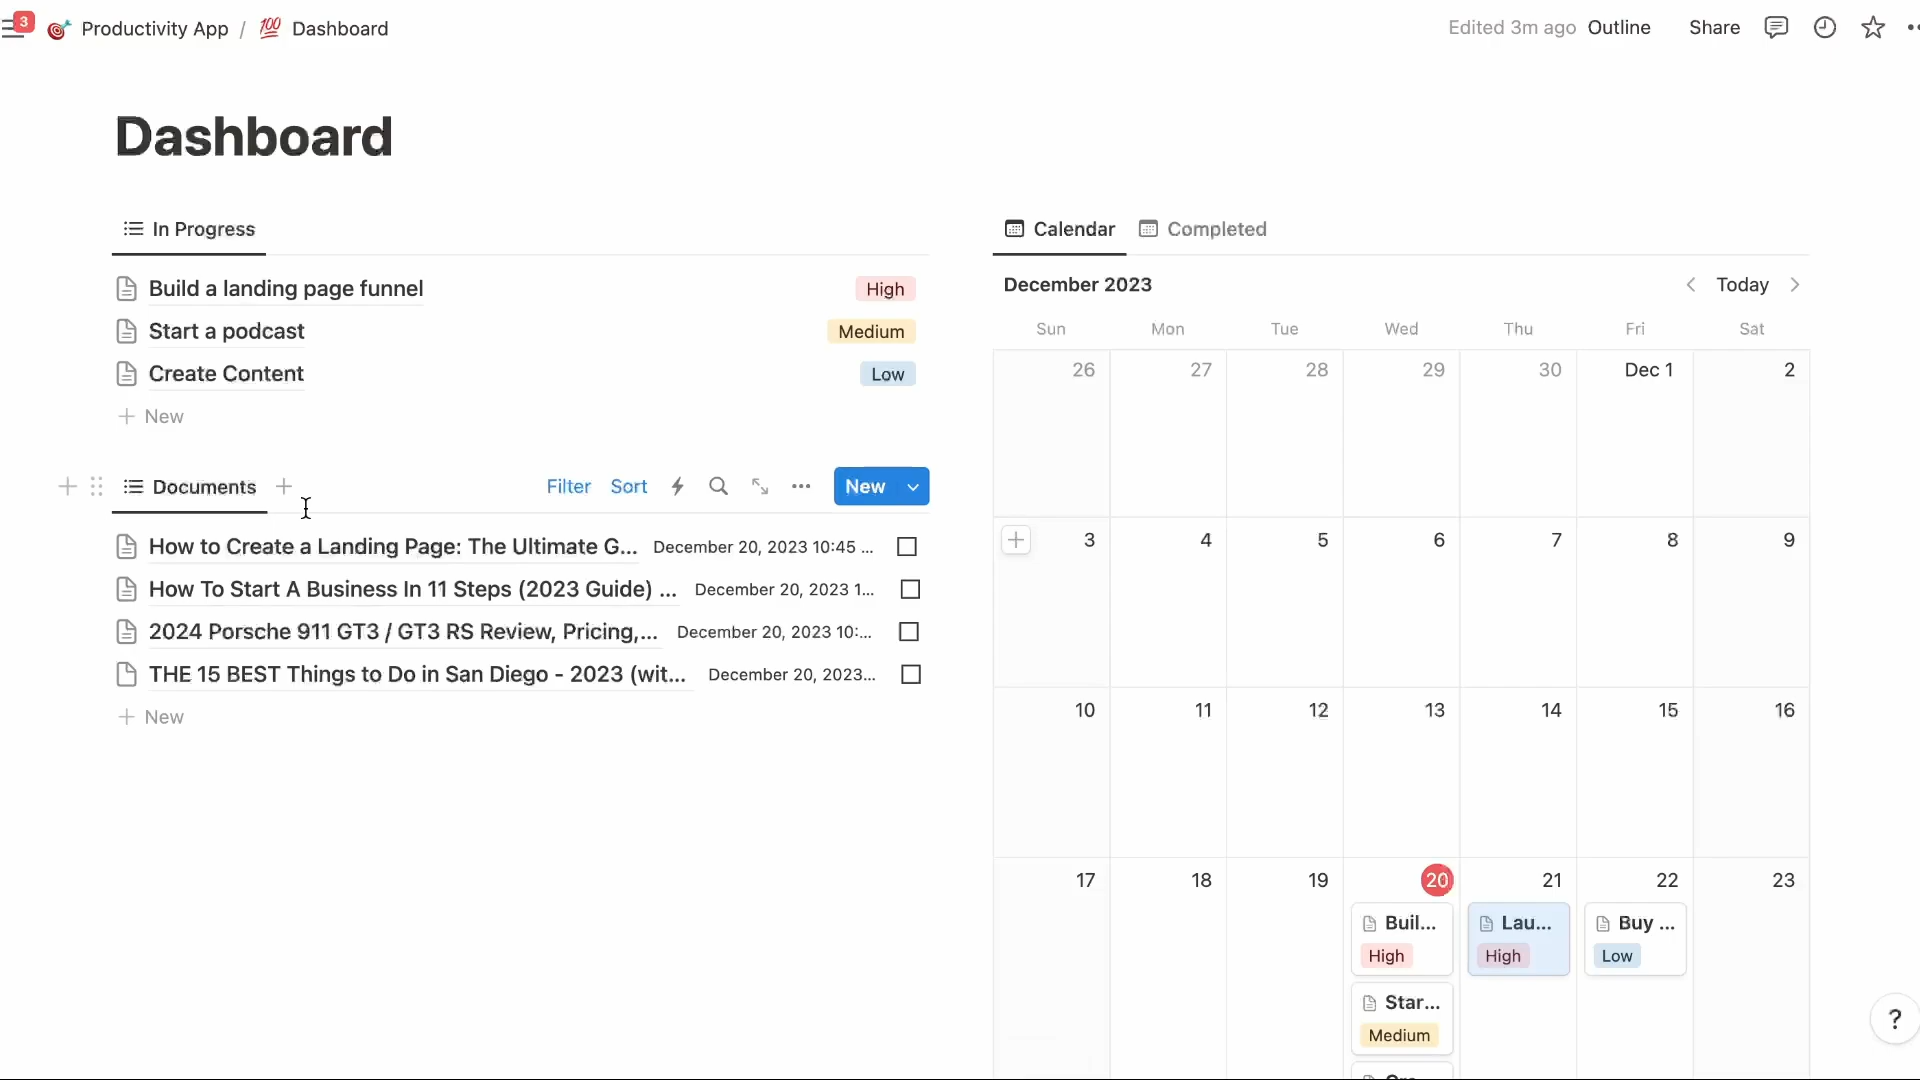 3 Productivity App / 💯 Dashboard
Edited 3m ago Outline Share
Dashboard
In Progress
Build a landing page funnel High
Start a podcast Medium
Create Content Low
+ New
Documents +
Filter Sort New
How to Create a Landing Page: The Ultimate G... December 20, 2023 10:45 ...
How To Start A Business In 11 Steps (2023 Guide) ... December 20, 2023 1...
2024 Porsche 911 GT3 / GT3 RS Review, Pricing,... December 20, 2023 10:...
THE 15 BEST Things to Do in San Diego - 2023 (wit... December 20, 2023...
+ New
Calendar Completed
December 2023 Today
Sun Mon Tue Wed Thu Fri Sat
26 27 28 29 30 Dec 1 2
3 4 5 6 7 8 9
10 11 12 13 14 15 16
17 18 19 20 21 22 23
Buil... Lau... Buy ...
High High Low
Star...
Medium
?